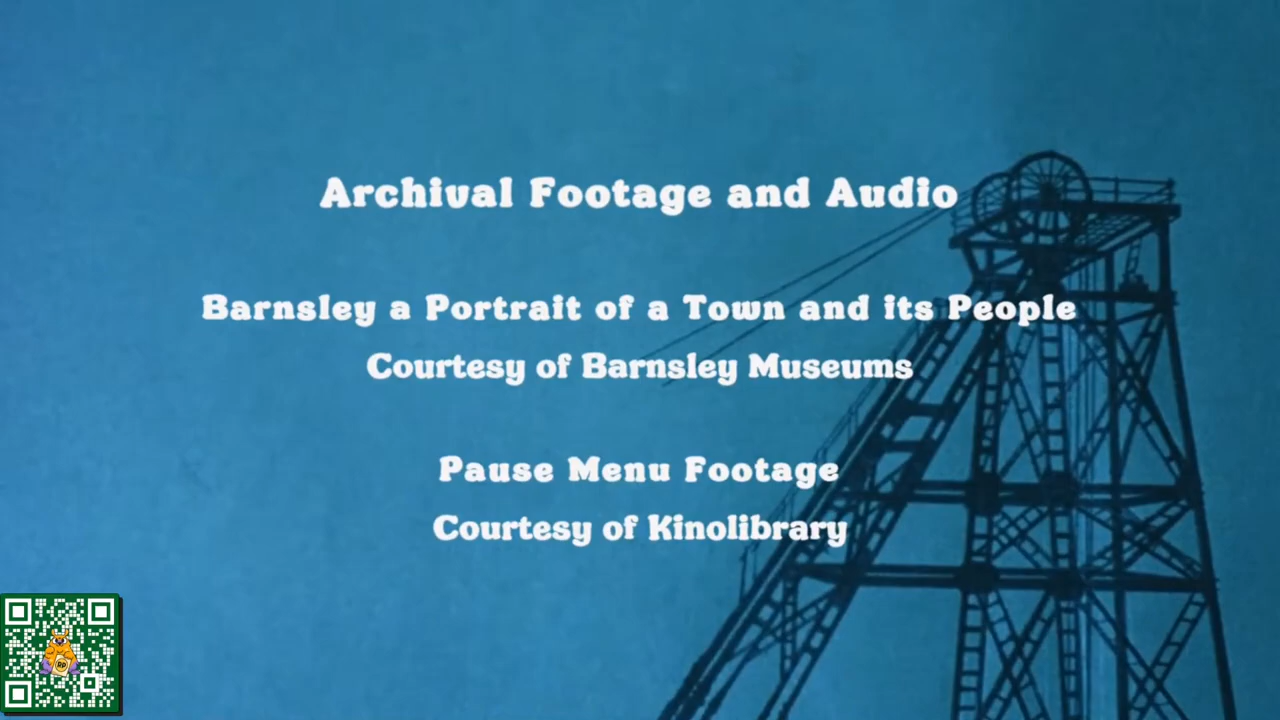 Archival Footage and Audio
Barnsley a Portrait of a Town and its People
Courtesy of Barnsley Museums
Pause Menu Footage
Courtesy of Kinolibrary